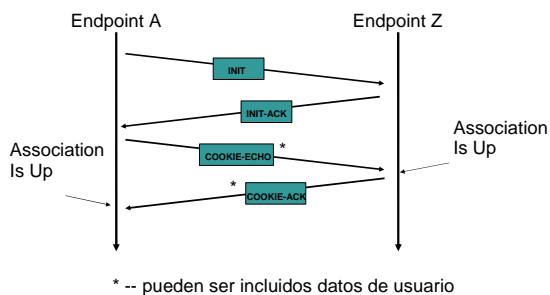 Endpoint A
Endpoint Z
INIT
INIT-ACK
Association
Is Up
Association
Is Up
COOKIE-ECHO
*
*
COOKIE-ACK
* -- pueden ser incluidos datos de usuario